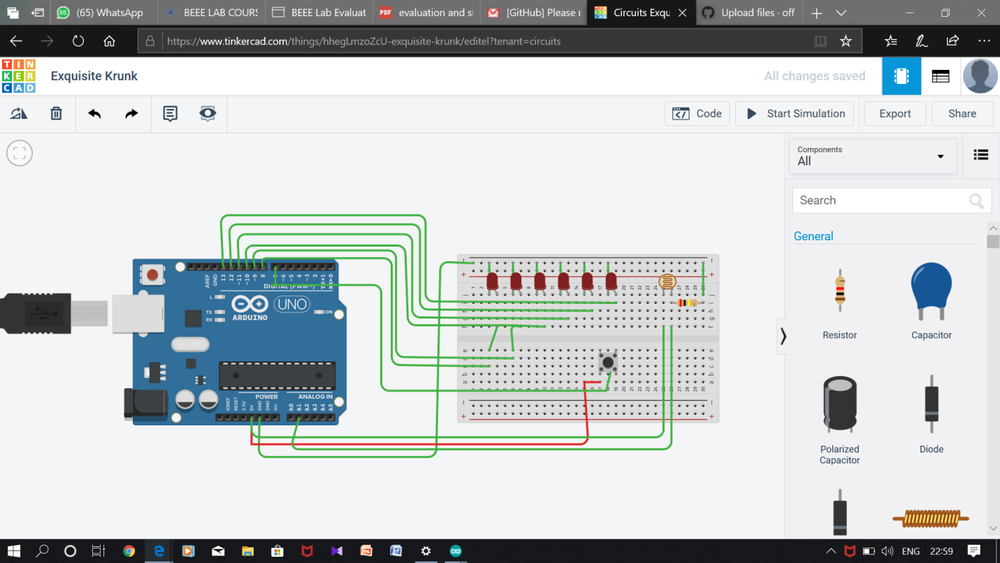 (65) WhatsApp
BEEE LAB COURS
BEEE Lab Evaluat
PDF evaluation and su
[GitHub] Please r
Circuits Exqu
Upload files · off
https://www.tinkercad.com/things/hhegLmzoZcU-exquisite-krunk/editel?tenant=circuits
TIN
KER
CAD
Exquisite Krunk
All changes saved
Code
Start Simulation
Export
Share
Components
All
Search
General
Resistor
Capacitor
Polarized
Capacitor
Diode
AREF
GND
13
12
~11
~10
~9
8
7
~6
~5
4
~3
2
TX→1
RX←0
DIGITAL (PWM~)
L
TX
RX
UNO
ARDUINO
ON
POWER
ANALOG IN
IOREF
RESET
3.3V
5V
GND
GND
Vin
A0
A1
A2
A3
A4
A5
ENG
22:59